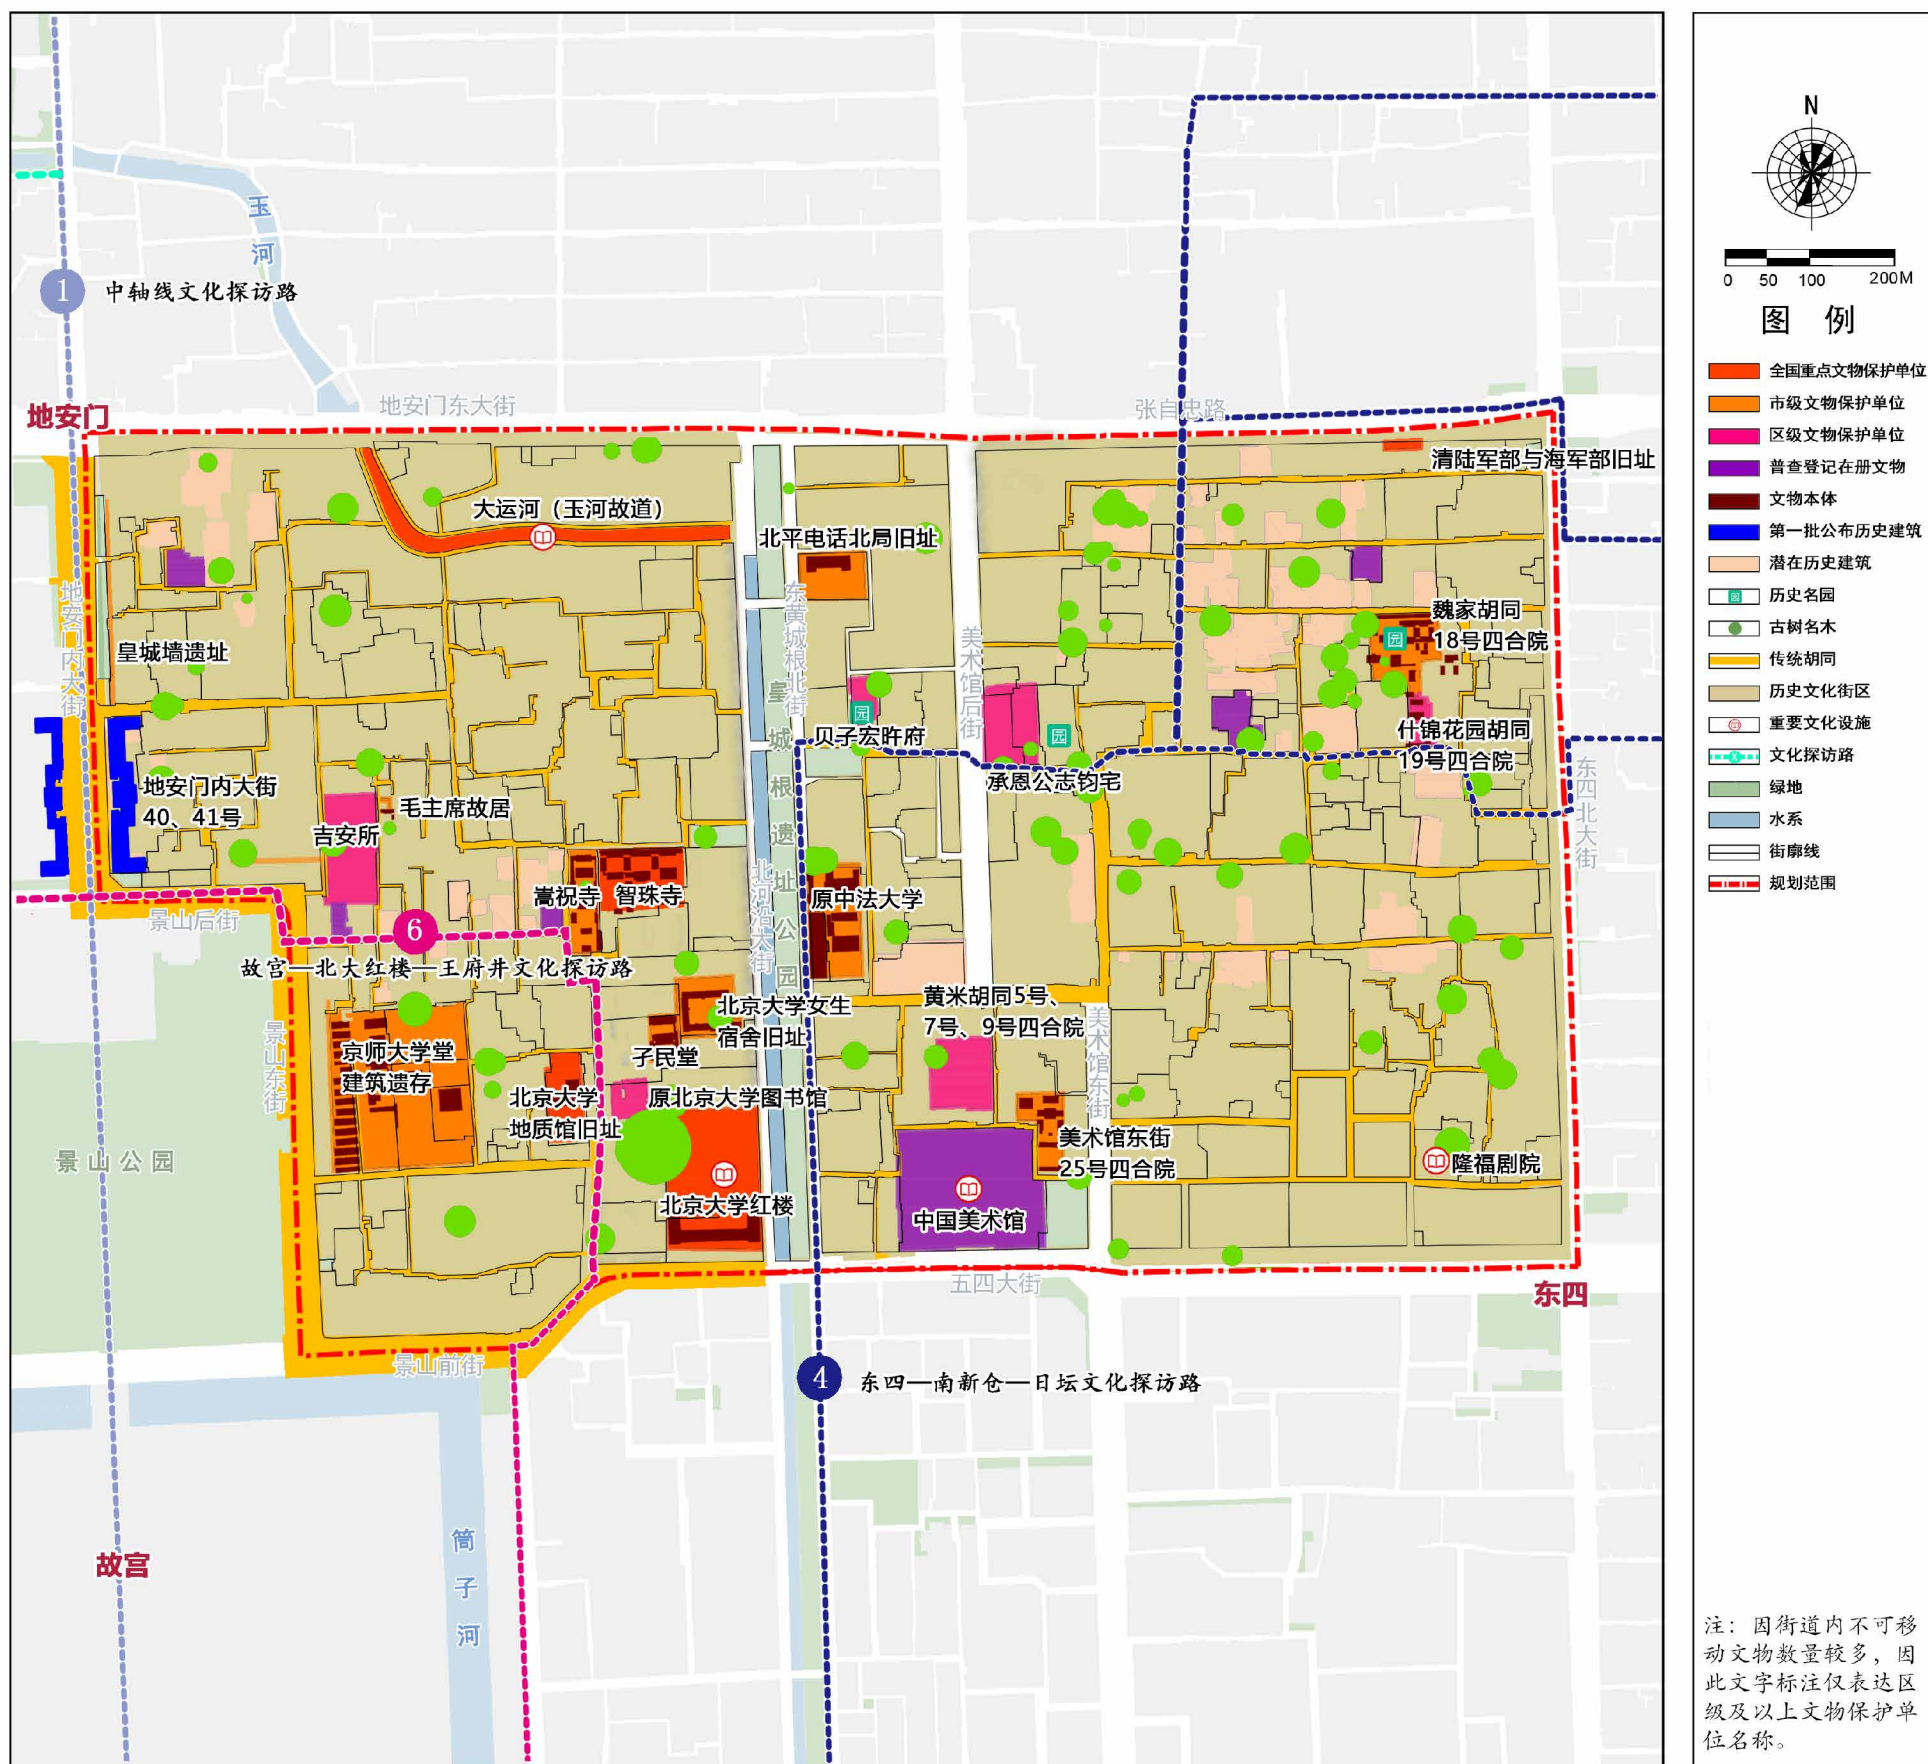 玉河
1
中轴线文化探访路
地安门
地安门东大街
张自忠路
清陆军部与海军部旧址
大运河（玉河故道）
北平电话北局旧址
地安门内大街
东黄城根北街
美术馆后街
魏家胡同
18号四合院
园
皇城墙遗址
皇城根遗址公园
园
贝子宏旿府
园
承恩公志钧宅
什锦花园胡同
19号四合院
东四北大街
地安门内大街
40、41号
毛主席故居
吉安所
嵩祝寺
智珠寺
北河沿大街
原中法大学
景山后街
6
故宫—北大红楼—王府井文化探访路
北京大学女生
宿舍旧址
孑民堂
黄米胡同5号、
7号、9号四合院
美术馆东街
景山东街
京师大学堂
建筑遗存
北京大学
地质馆旧址
原北京大学图书馆
美术馆东街
25号四合院
隆福剧院
景山公园
北京大学红楼
中国美术馆
五四大街
东四
景山前街
4
东四—南新仓—日坛文化探访路
故宫
筒子河
N
0 50 100 200M
图 例
全国重点文物保护单位
市级文物保护单位
区级文物保护单位
普查登记在册文物
文物本体
第一批公布历史建筑
潜在历史建筑
园 历史名园
古树名木
传统胡同
历史文化街区
重要文化设施
X 文化探访路
绿地
水系
街廓线
规划范围
注：因街道内不可移
动文物数量较多，因
此文字标注仅表达区
级及以上文物保护单
位名称。